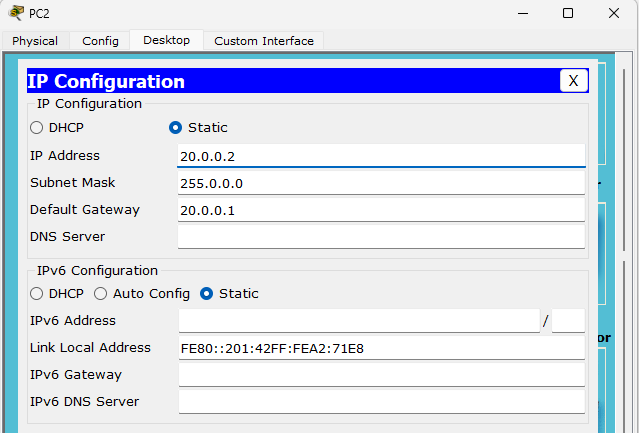 PC2
Physical Config Desktop Custom Interface
IP Configuration X
IP Configuration
DHCP Static
IP Address 20.0.0.2
Subnet Mask 255.0.0.0
Default Gateway 20.0.0.1
DNS Server
IPv6 Configuration
DHCP Auto Config Static
IPv6 Address /
Link Local Address FE80::201:42FF:FEA2:71E8
IPv6 Gateway
IPv6 DNS Server